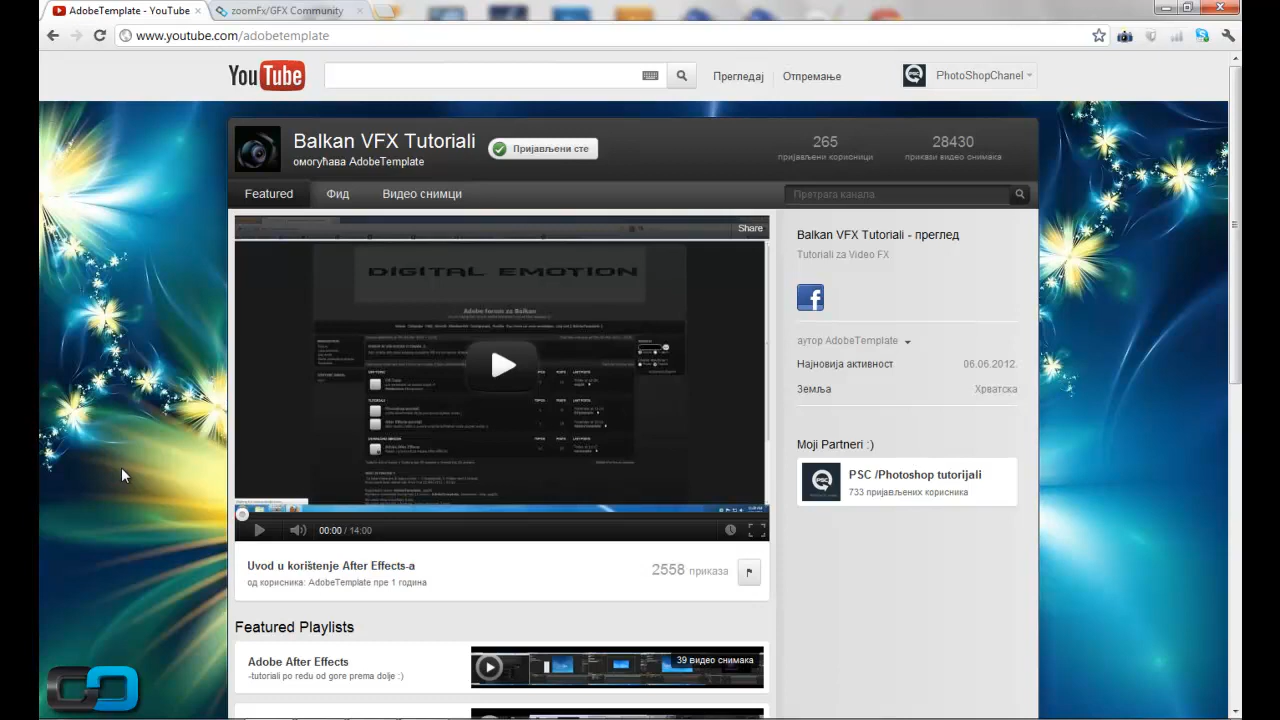 AdobeTemplate - YouTube
zoomFx/GFX Community
www.youtube.com/adobetemplate
YouTube
Прегледај
Отпремање
PhotoShopChanel
Balkan VFX Tutoriali
Пријављени сте
омогућава AdobeTemplate
265
пријављени корисници
28430
прикази видео снимака
Featured
Фид
Видео снимци
Претрага канала
Share
DIGITAL EMOTION
Adobe forum za Balkan
00:00 / 14:00
Uvod u korištenje After Effects-a
од корисника: AdobeTemplate пре 1 година
2558 приказа
Featured Playlists
Adobe After Effects
-tutoriali po redu od gore prema dolje :)
39 видео снимака
Balkan VFX Tutoriali - преглед
Tutoriali za Video FX
аутор AdobeTemplate
Најновија активност 06.06.2012.
Земља Хрватска
Moji Partneri :)
PSC /Photoshop tutorijali
733 пријављених корисника